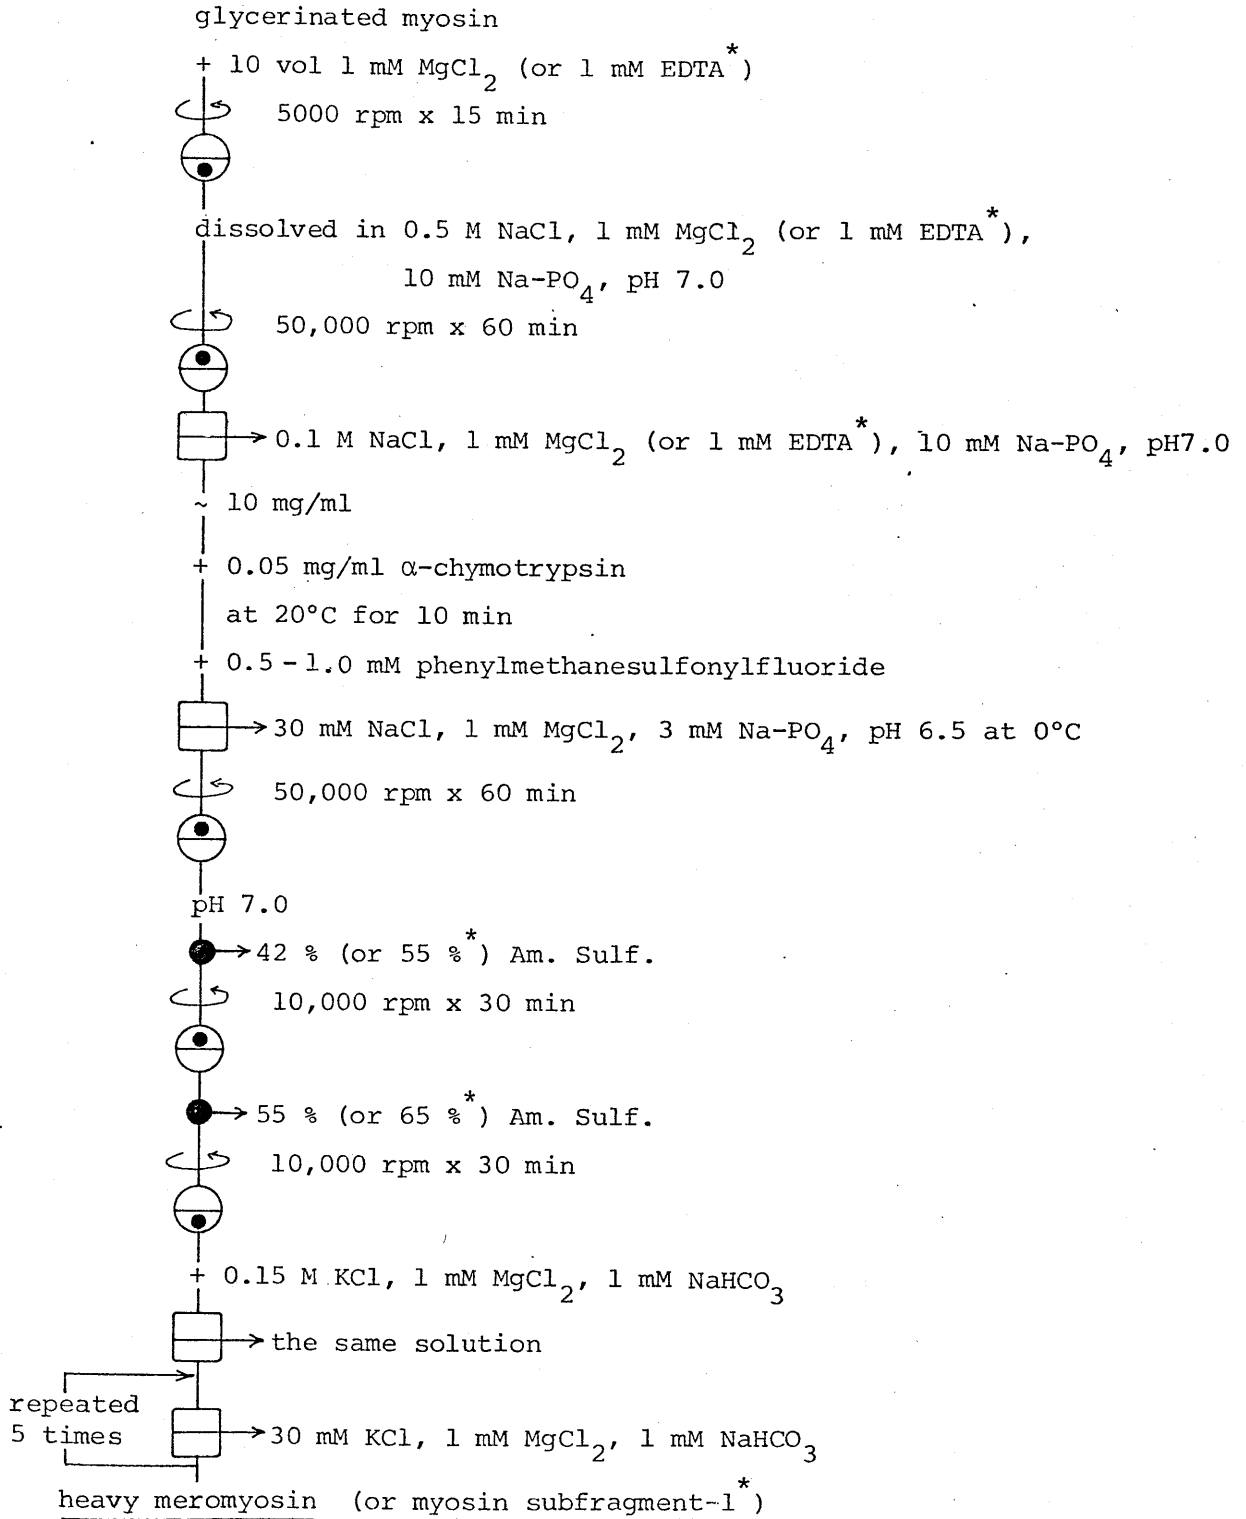 glycerinated myosin
+ 10 vol 1 mM MgCl₂ (or 1 mM EDTA*)
5000 rpm x 15 min
dissolved in 0.5 M NaCl, 1 mM MgCl₂ (or 1 mM EDTA*),
10 mM Na-PO₄, pH 7.0
50,000 rpm x 60 min
0.1 M NaCl, 1 mM MgCl₂ (or 1 mM EDTA*), 10 mM Na-PO₄, pH7.0
~ 10 mg/ml
+ 0.05 mg/ml α-chymotrypsin
at 20°C for 10 min
+ 0.5-1.0 mM phenylmethanesulfonylfluoride
30 mM NaCl, 1 mM MgCl₂, 3 mM Na-PO₄, pH 6.5 at 0°C
50,000 rpm x 60 min
pH 7.0
42 % (or 55 %*) Am. Sulf.
10,000 rpm x 30 min
55 % (or 65 %*) Am. Sulf.
10,000 rpm x 30 min
+ 0.15 M KCl, 1 mM MgCl₂, 1 mM NaHCO₃
the same solution
repeated
5 times
30 mM KCl, 1 mM MgCl₂, 1 mM NaHCO₃
heavy meromyosin (or myosin subfragment-1*)